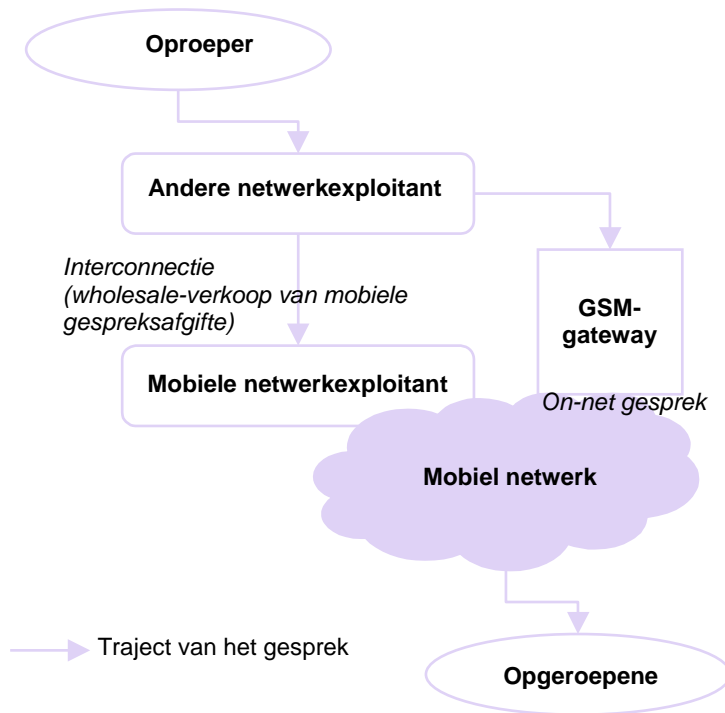 Oproeper
Andere netwerkexploitant
Interconnectie
(wholesale-verkoop van mobiele
gespreksafgifte)
GSM-
gateway
Mobiele netwerkexploitant
On-net gesprek
Mobiel netwerk
Traject van het gesprek
Opgeroepene